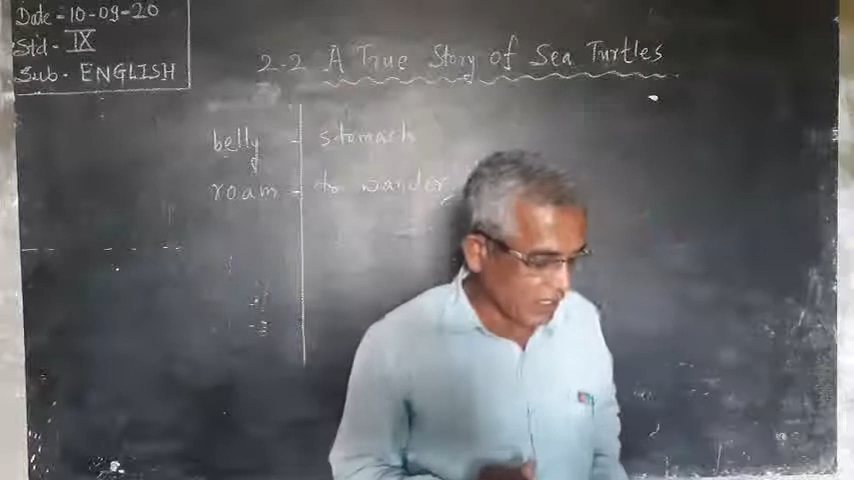 Date - 10-09-20
Std - IX
Sub - ENGLISH
2.2 A True Story of Sea Turtles
belly - stomach
roam - to wander